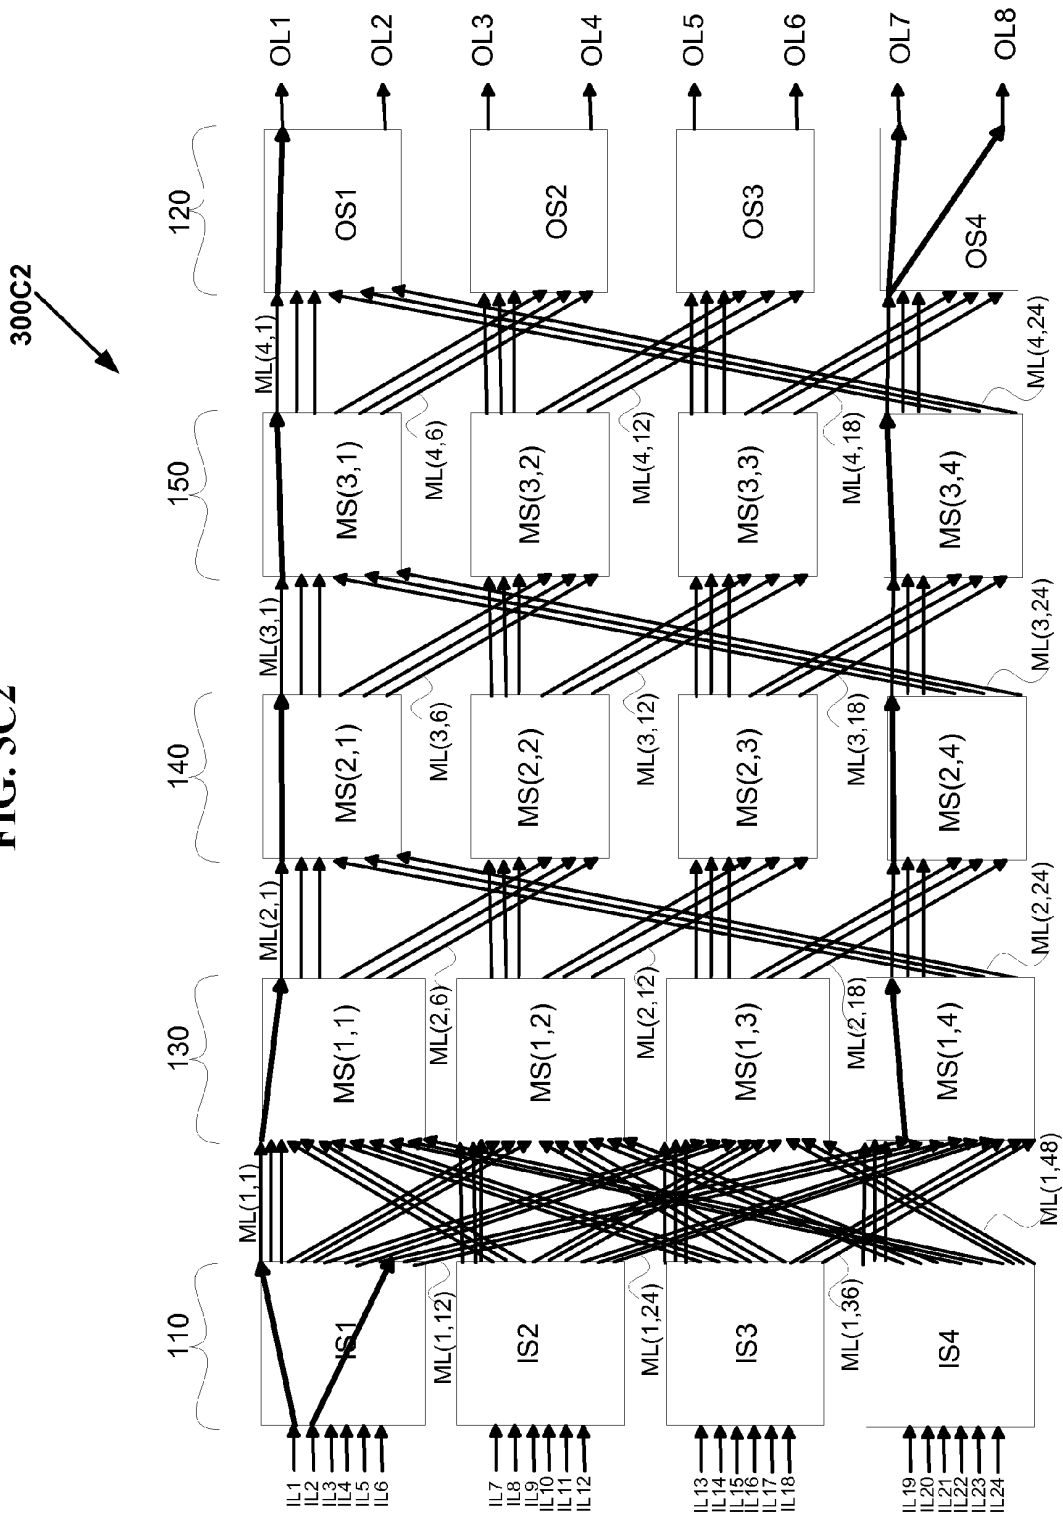 300C2
FIG. 3C2
110
130
140
150
120
IL1
IL2
IL3
IL4
IL5
IL6
IS1
ML(1,1)
ML(1,12)
MS(1,1)
ML(2,1)
ML(2,6)
MS(2,1)
ML(3,1)
ML(3,6)
MS(3,1)
ML(4,1)
ML(4,6)
OS1
OL1
OL2
IL7
IL8
IL9
IL10
IL11
IL12
IS2
ML(1,24)
MS(1,2)
ML(2,12)
MS(2,2)
ML(3,12)
MS(3,2)
ML(4,12)
OS2
OL3
OL4
IL13
IL14
IL15
IL16
IL17
IL18
IS3
ML(1,36)
MS(1,3)
ML(2,18)
MS(2,3)
ML(3,18)
MS(3,3)
ML(4,18)
OS3
OL5
OL6
IL19
IL20
IL21
IL22
IL23
IL24
IS4
ML(1,48)
MS(1,4)
ML(2,24)
MS(2,4)
ML(3,24)
MS(3,4)
ML(4,24)
OS4
OL7
OL8